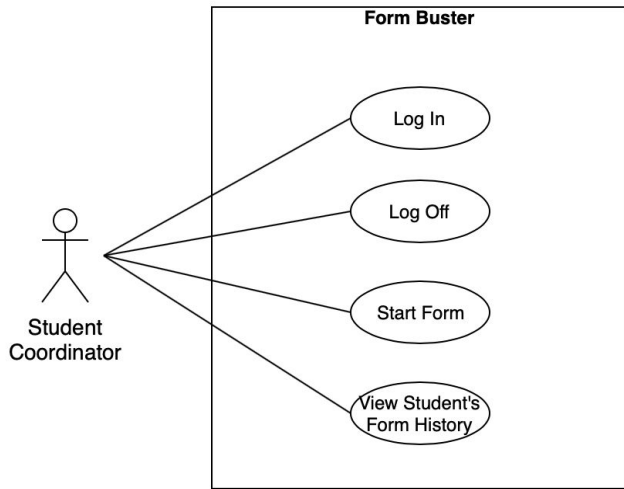 Form Buster
Log In
Log Off
Start Form
View Student's
Form History
Student
Coordinator